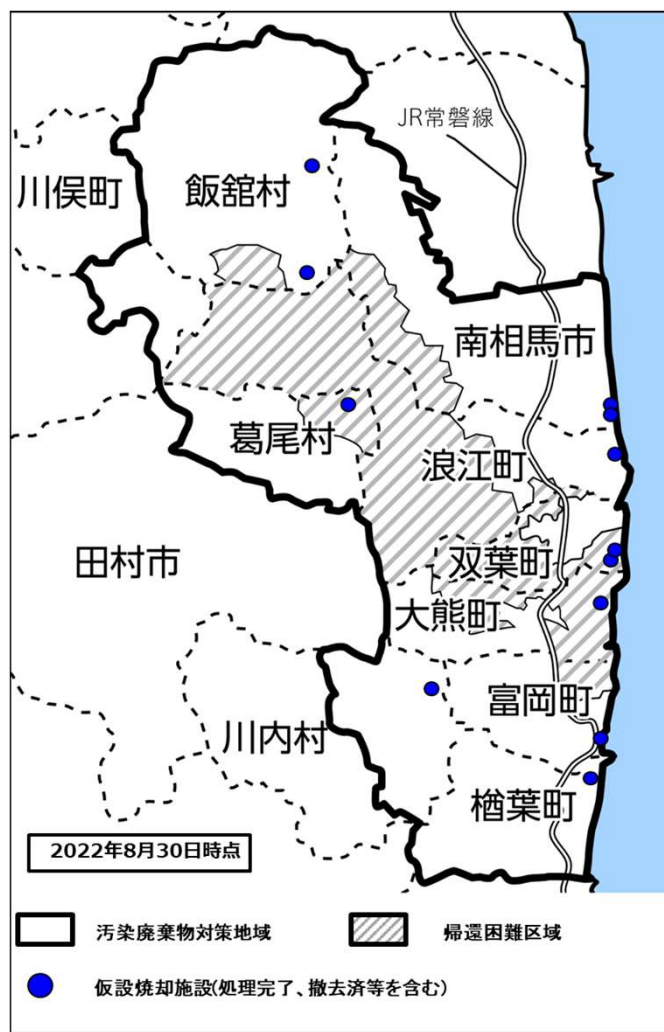 JR常磐線
川俣町
飯舘村
南相馬市
葛尾村
浪江町
田村市
双葉町
大熊町
富岡町
川内村
楢葉町
2022年8月30日時点
汚染廃棄物対策地域
帰還困難区域
仮設焼却施設(処理完了、撤去済等を含む)